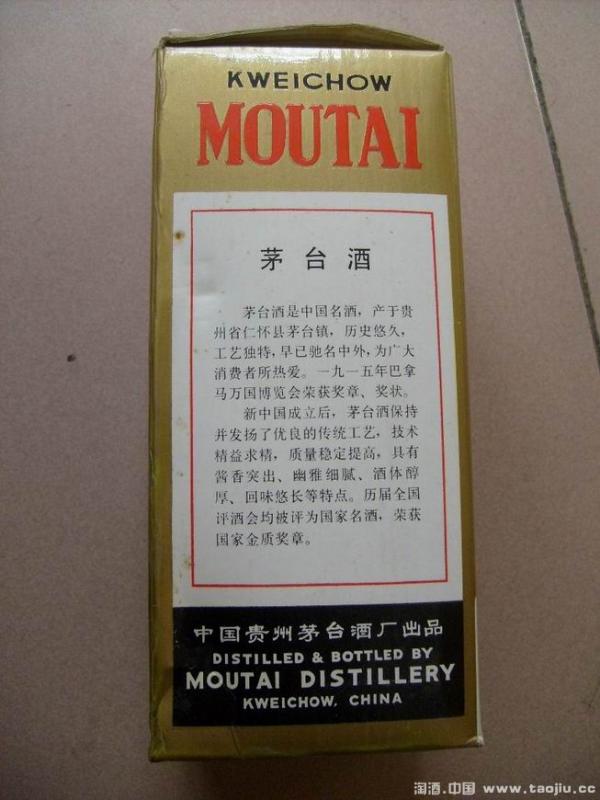 KWEICHOW
MOUTAI
茅台酒
茅台酒是中国名酒，产于贵
州省仁怀县茅台镇，历史悠久，
工艺独特，早已驰名中外，为广大
消费者所热爱。一九一五年巴拿
马万国博览会荣获奖章、奖状。
新中国成立后，茅台酒保持
并发扬了优良的传统工艺，技术
精益求精，质量稳定提高，具有
酱香突出、幽雅细腻、酒体醇
厚、回味悠长等特点。历届全国
评酒会均被评为国家名酒，荣获
国家金质奖章。
中国贵州茅台酒厂出品
DISTILLED & BOTTLED BY
MOUTAI DISTILLERY
KWEICHOW, CHINA
淘酒.中国 www.taojiu.cc